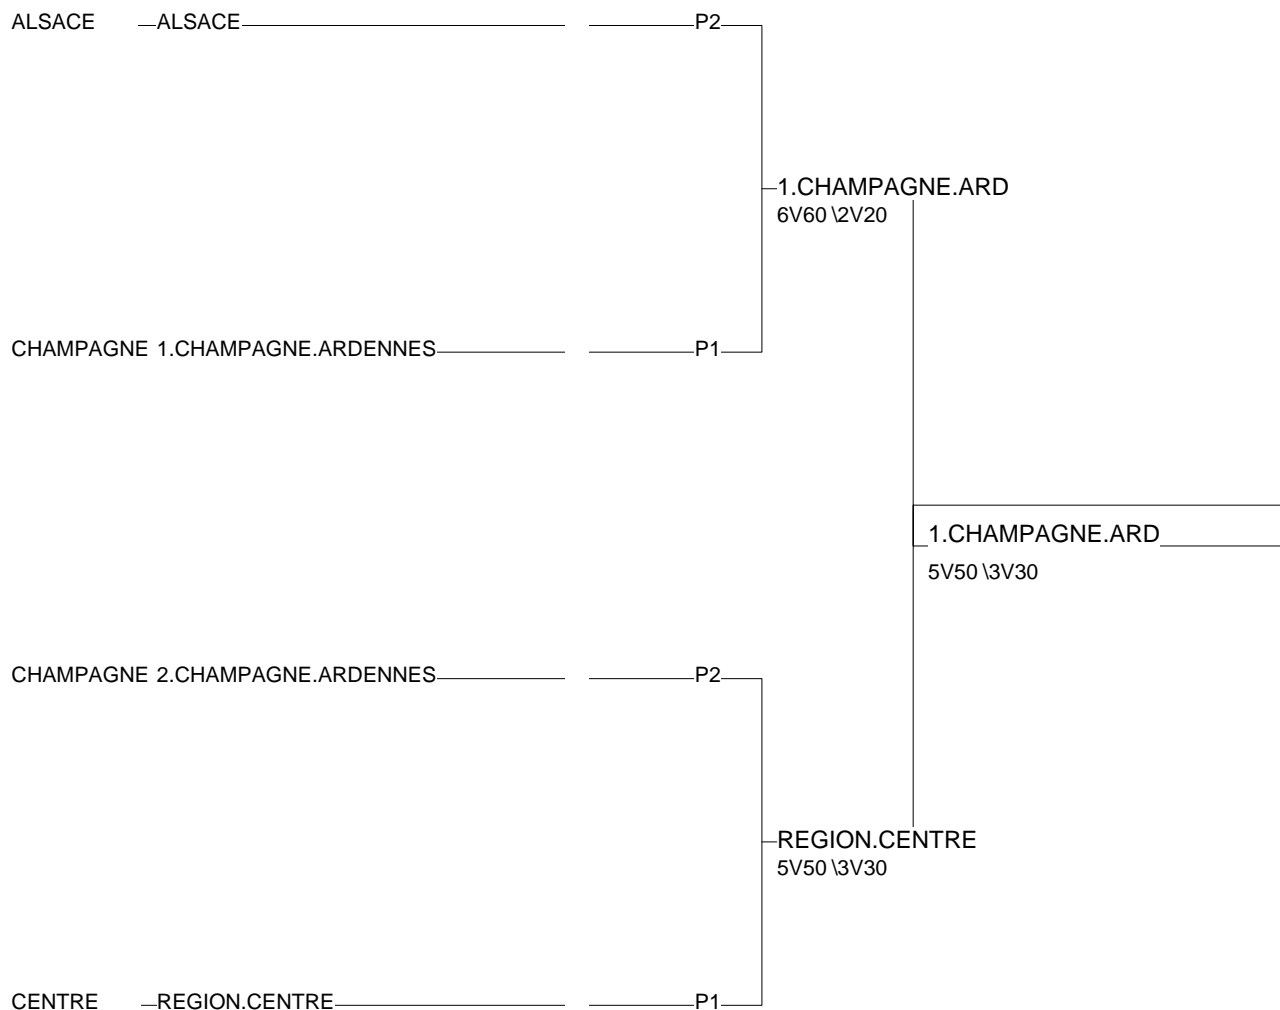 ALSACE ALSACE P2
1.CHAMPAGNE.ARD
6V60 \2V20
CHAMPAGNE 1.CHAMPAGNE.ARDENNES P1
1.CHAMPAGNE.ARD
5V50 \3V30
CHAMPAGNE 2.CHAMPAGNE.ARDENNES P2
REGION.CENTRE
5V50 \3V30
CENTRE REGION.CENTRE P1